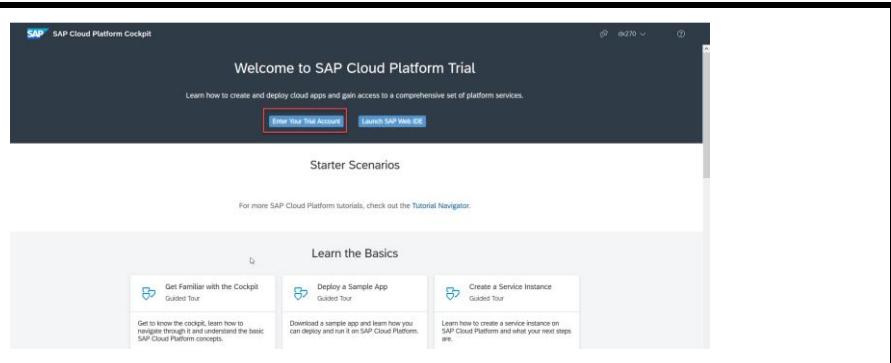 SAP SAP Cloud Platform Cockpit
Welcome to SAP Cloud Platform Trial
Learn how to create and deploy cloud apps and gain access to a comprehensive set of platform services.
Enter Your Trial Account Launch SAP Web IDE
Starter Scenarios
For more SAP Cloud Platform tutorials, check out the Tutorial Navigator.
Learn the Basics
Get Familiar with the Cockpit
Guided Tour
Get to know the cockpit, learn how to
navigate through it and understand the basic
SAP Cloud Platform concepts.
Deploy a Sample App
Guided Tour
Download a sample app and learn how you
can deploy and run it on SAP Cloud Platform.
Create a Service Instance
Guided Tour
Learn how to create a service instance on
SAP Cloud Platform and what your next steps
are.